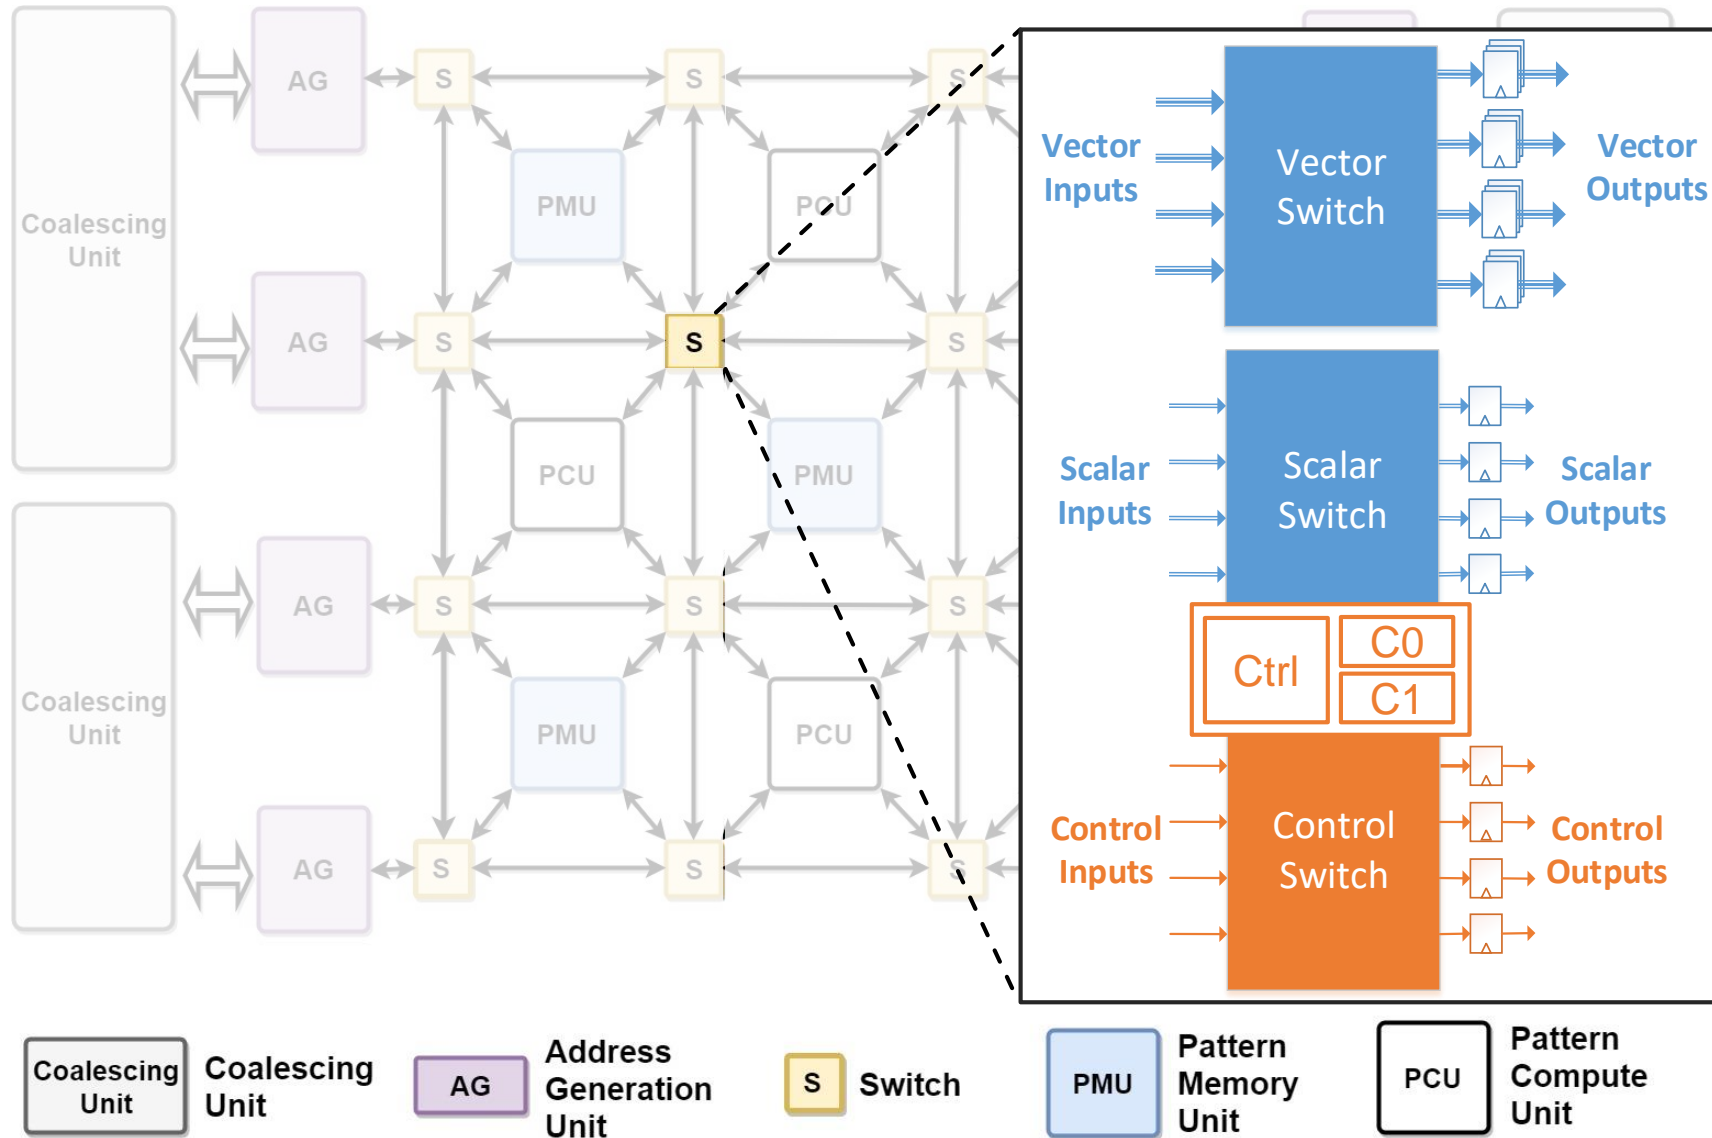 AG
S
S
S
Coalescing
Unit
PMU
PCU
AG
S
S
S
PCU
PMU
AG
S
S
S
Coalescing
Unit
PMU
PCU
AG
S
S
S
Vector
Inputs
Vector
Switch
Vector
Outputs
Scalar
Inputs
Scalar
Switch
Scalar
Outputs
Ctrl
C0
C1
Control
Inputs
Control
Switch
Control
Outputs
Coalescing
Unit
Coalescing
Unit
AG
Address
Generation
Unit
S
Switch
PMU
Pattern
Memory
Unit
PCU
Pattern
Compute
Unit